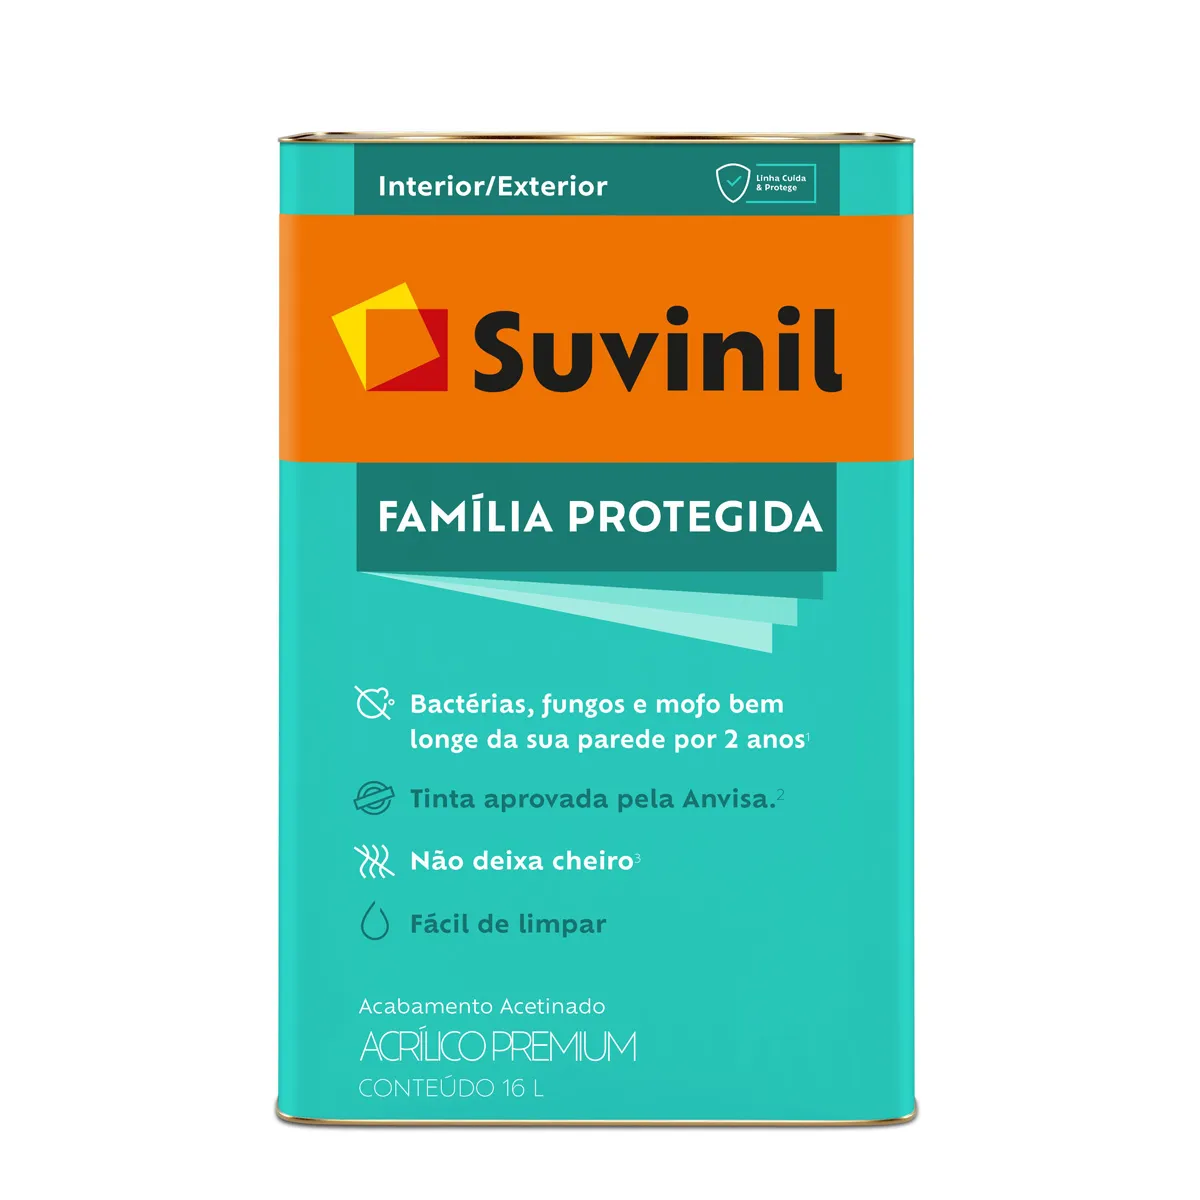 Interior/Exterior
Linha Cuida
& Protege
Suvinil
FAMÍLIA PROTEGIDA
Bactérias, fungos e mofo bem
longe da sua parede por 2 anos¹
Tinta aprovada pela Anvisa.²
Não deixa cheiro³
Fácil de limpar
Acabamento Acetinado
ACRÍLICO PREMIUM
CONTEÚDO 16 L